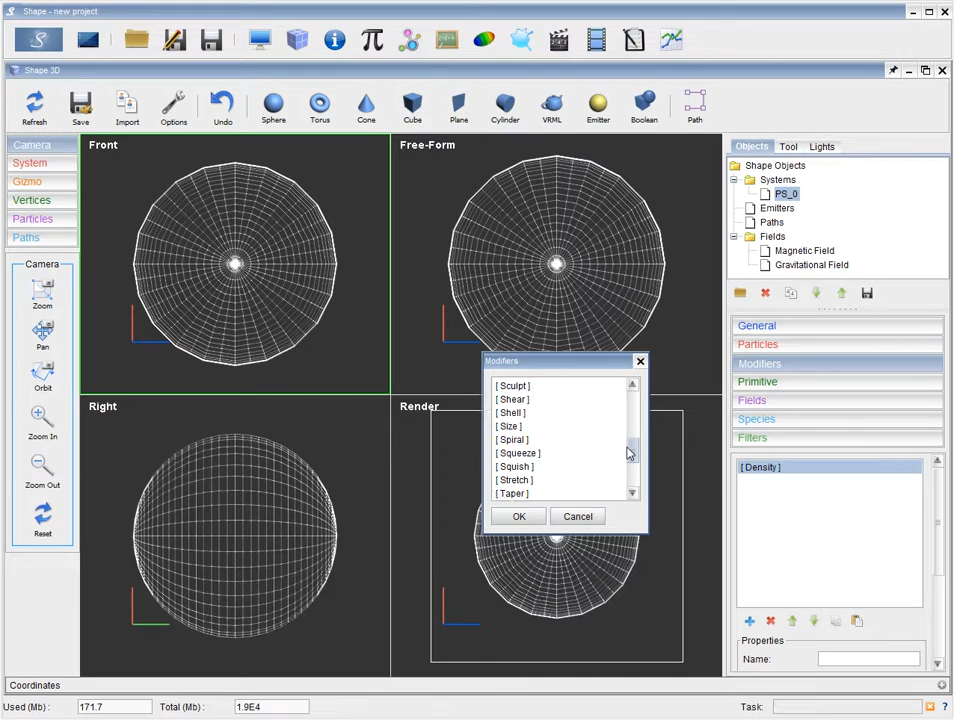 Shape - new project
Shape 3D
Refresh
Save
Import
Options
Undo
Sphere
Torus
Cone
Cube
Plane
Cylinder
VRML
Emitter
Boolean
Path
Camera
System
Gizmo
Vertices
Particles
Paths
Camera
Zoom
Pan
Orbit
Zoom In
Zoom Out
Reset
Front
Free-Form
Right
Render
Modifiers
[ Sculpt ]
[ Shear ]
[ Shell ]
[ Size ]
[ Spiral ]
[ Squeeze ]
[ Squish ]
[ Stretch ]
[ Taper ]
OK
Cancel
Objects
Tool
Lights
Shape Objects
Systems
PS_0
Emitters
Paths
Fields
Magnetic Field
Gravitational Field
General
Particles
Modifiers
Primitive
Fields
Species
Filters
[ Density ]
Properties
Name:
Coordinates
Used (Mb) :
171.7
Total (Mb) :
1.9E4
Task: